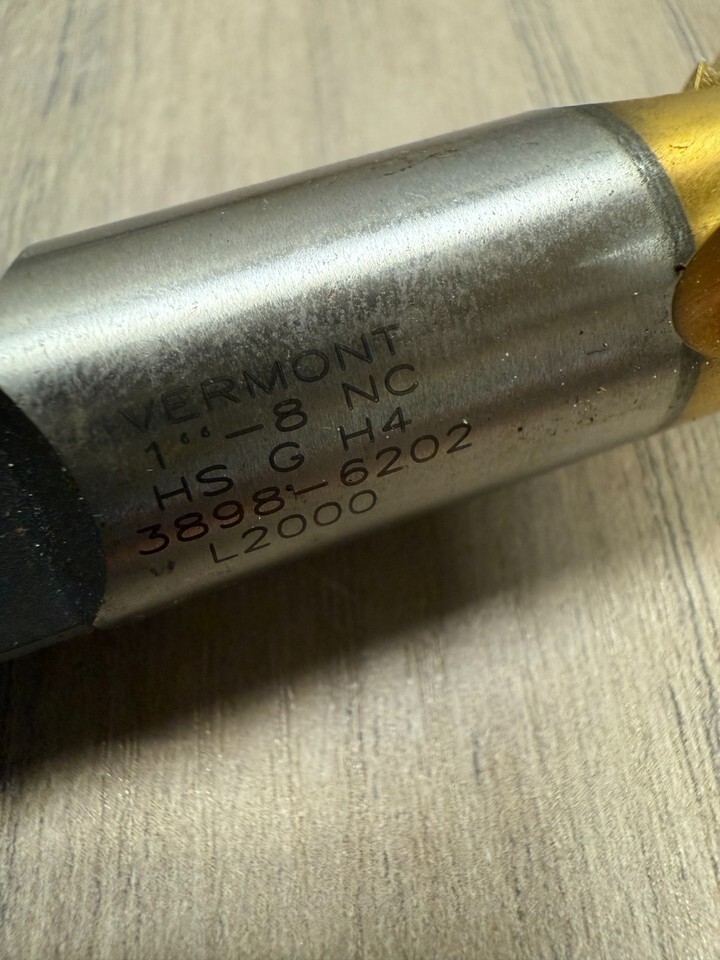 VERMONT
1“–8 NC
HS G H4
3898–6202
L2000